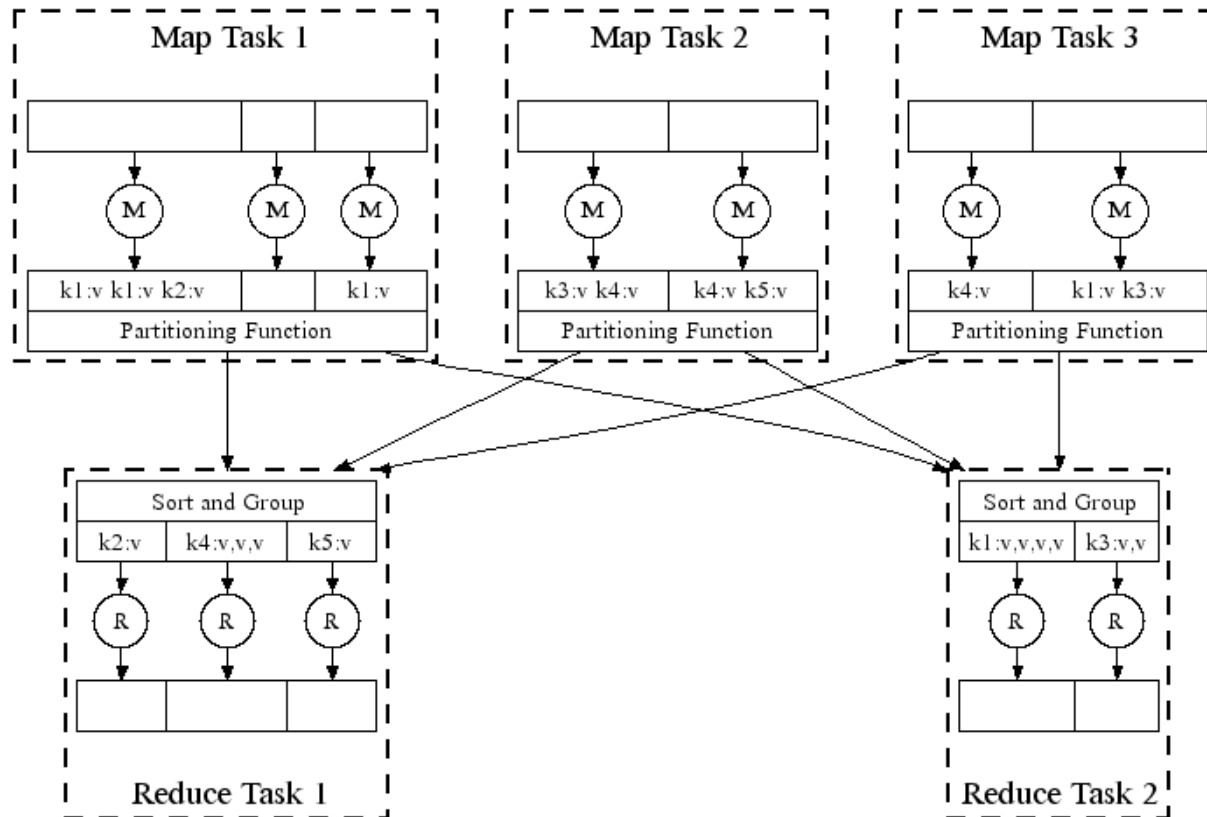 Map Task 1
Map Task 2
Map Task 3
M
M
M
M
M
M
M
k1:v k1:v k2:v
k1:v
k3:v k4:v
k4:v k5:v
k4:v
k1:v k3:v
Partitioning Function
Partitioning Function
Partitioning Function
Sort and Group
Sort and Group
k2:v
k4:v,v,v
k5:v
k1:v,v,v,v
k3:v,v
R
R
R
R
R
Reduce Task 1
Reduce Task 2